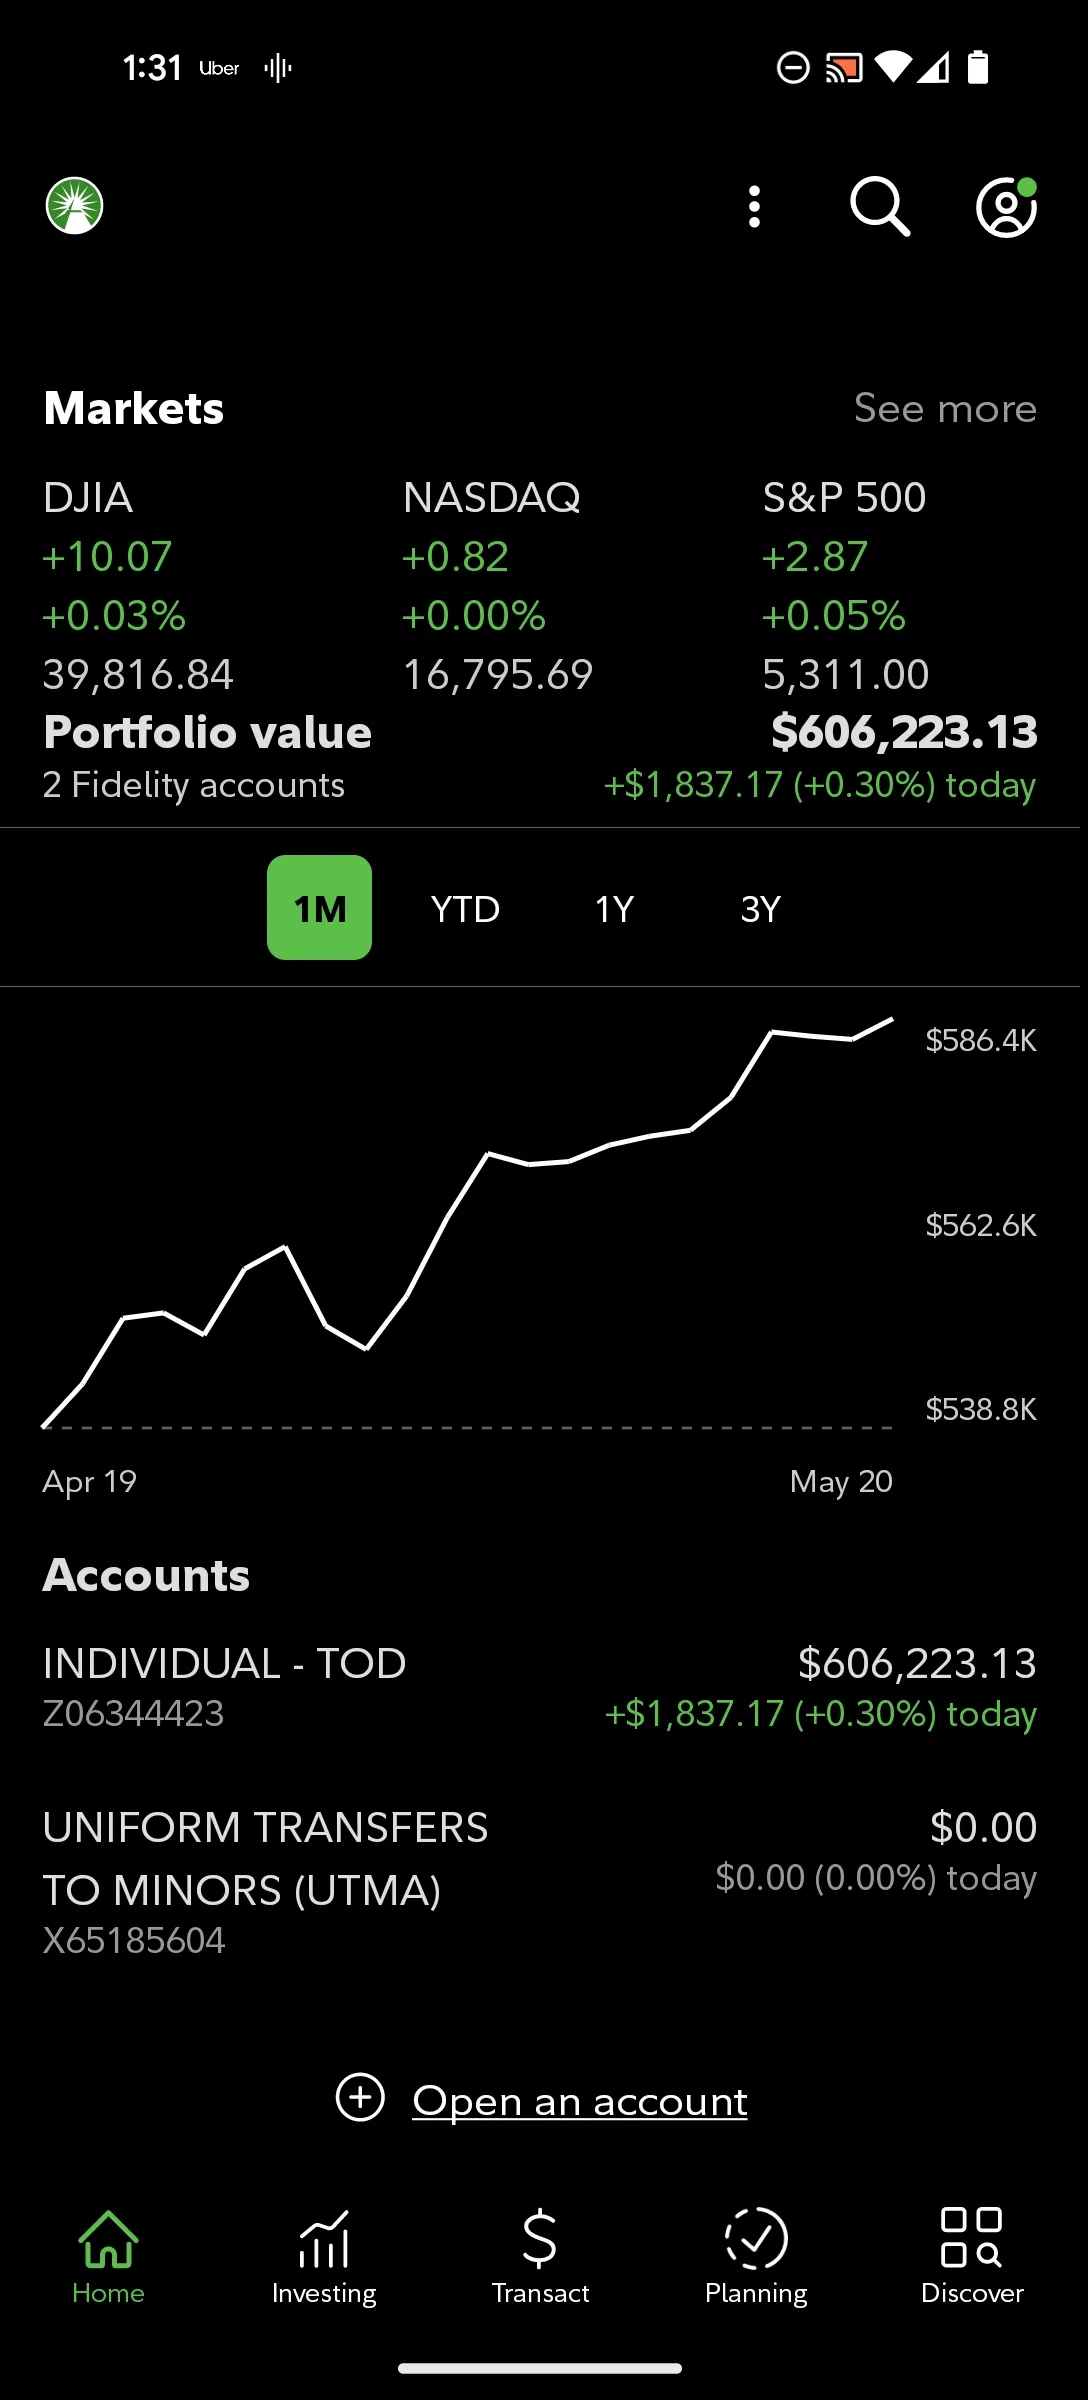 1:31 Uber
Markets See more
DJIA NASDAQ S&P 500
+10.07 +0.82 +2.87
+0.03% +0.00% +0.05%
39,816.84 16,795.69 5,311.00
Portfolio value $606,223.13
2 Fidelity accounts +$1,837.17 (+0.30%) today
1M YTD 1Y 3Y
$586.4K
$562.6K
$538.8K
Apr 19 May 20
Accounts
INDIVIDUAL - TOD $606,223.13
Z06344423 +$1,837.17 (+0.30%) today
UNIFORM TRANSFERS $0.00
TO MINORS (UTMA) $0.00 (0.00%) today
X65185604
Open an account
Home Investing Transact Planning Discover